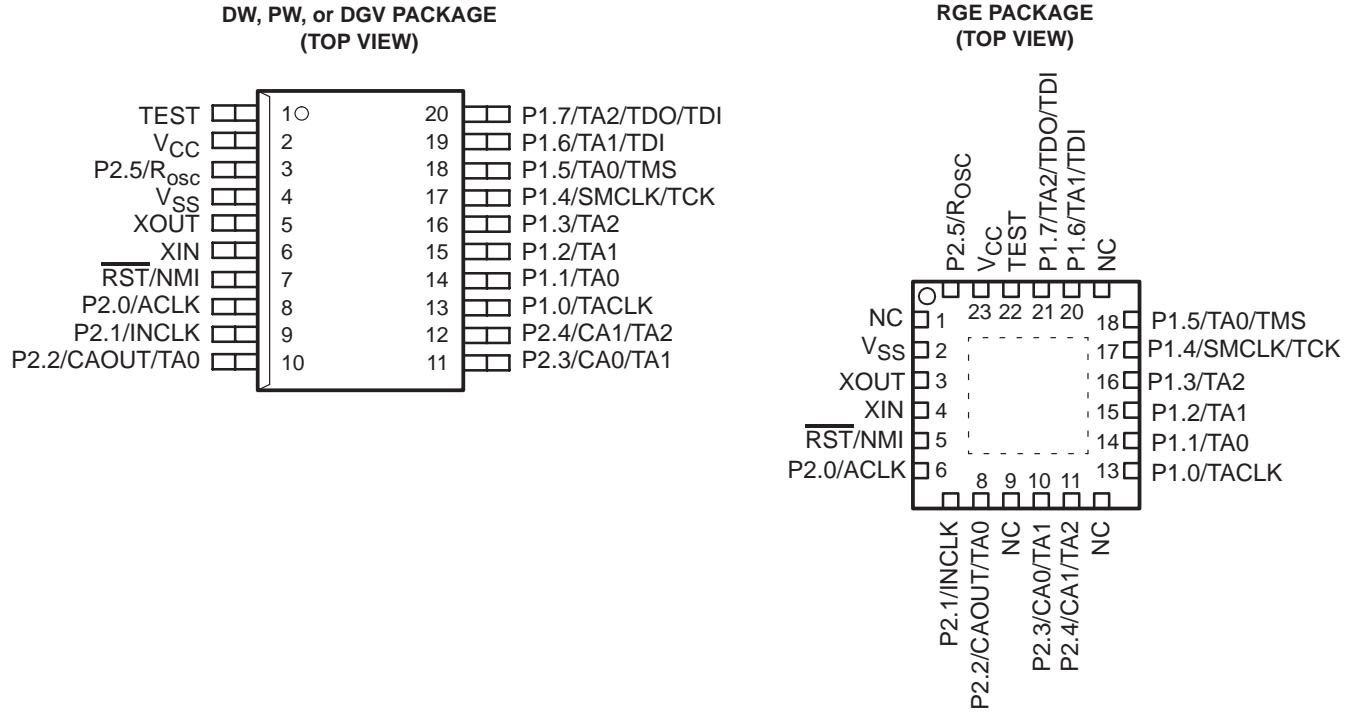 DW, PW, or DGV PACKAGE
(TOP VIEW)
TEST 1 20 P1.7/TA2/TDO/TDI
VCC 2 19 P1.6/TA1/TDI
P2.5/Rosc 3 18 P1.5/TA0/TMS
VSS 4 17 P1.4/SMCLK/TCK
XOUT 5 16 P1.3/TA2
XIN 6 15 P1.2/TA1
RST/NMI 7 14 P1.1/TA0
P2.0/ACLK 8 13 P1.0/TACLK
P2.1/INCLK 9 12 P2.4/CA1/TA2
P2.2/CAOUT/TA0 10 11 P2.3/CA0/TA1
RGE PACKAGE
(TOP VIEW)
P2.5/ROSC
VCC
TEST
P1.7/TA2/TDO/TDI
P1.6/TA1/TDI
NC
23 22 21 20
NC 1 18 P1.5/TA0/TMS
VSS 2 17 P1.4/SMCLK/TCK
XOUT 3 16 P1.3/TA2
XIN 4 15 P1.2/TA1
RST/NMI 5 14 P1.1/TA0
P2.0/ACLK 6 13 P1.0/TACLK
8 9 10 11
P2.1/INCLK
P2.2/CAOUT/TA0
NC
P2.3/CA0/TA1
P2.4/CA1/TA2
NC